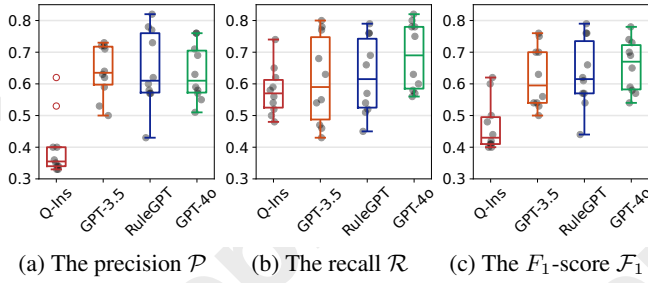 0.8 0.8 0.8
0.7 0.7 0.7
0.6 0.6 0.6
0.5 0.5 0.5
0.4 0.4 0.4
0.3 0.3 0.3
Q-Ins GPT-3.5 RuleGPT GPT-4o Q-Ins GPT-3.5 RuleGPT GPT-4o Q-Ins GPT-3.5 RuleGPT GPT-4o
(a) The precision 𝒫 (b) The recall ℛ (c) The F₁-score ℱ₁